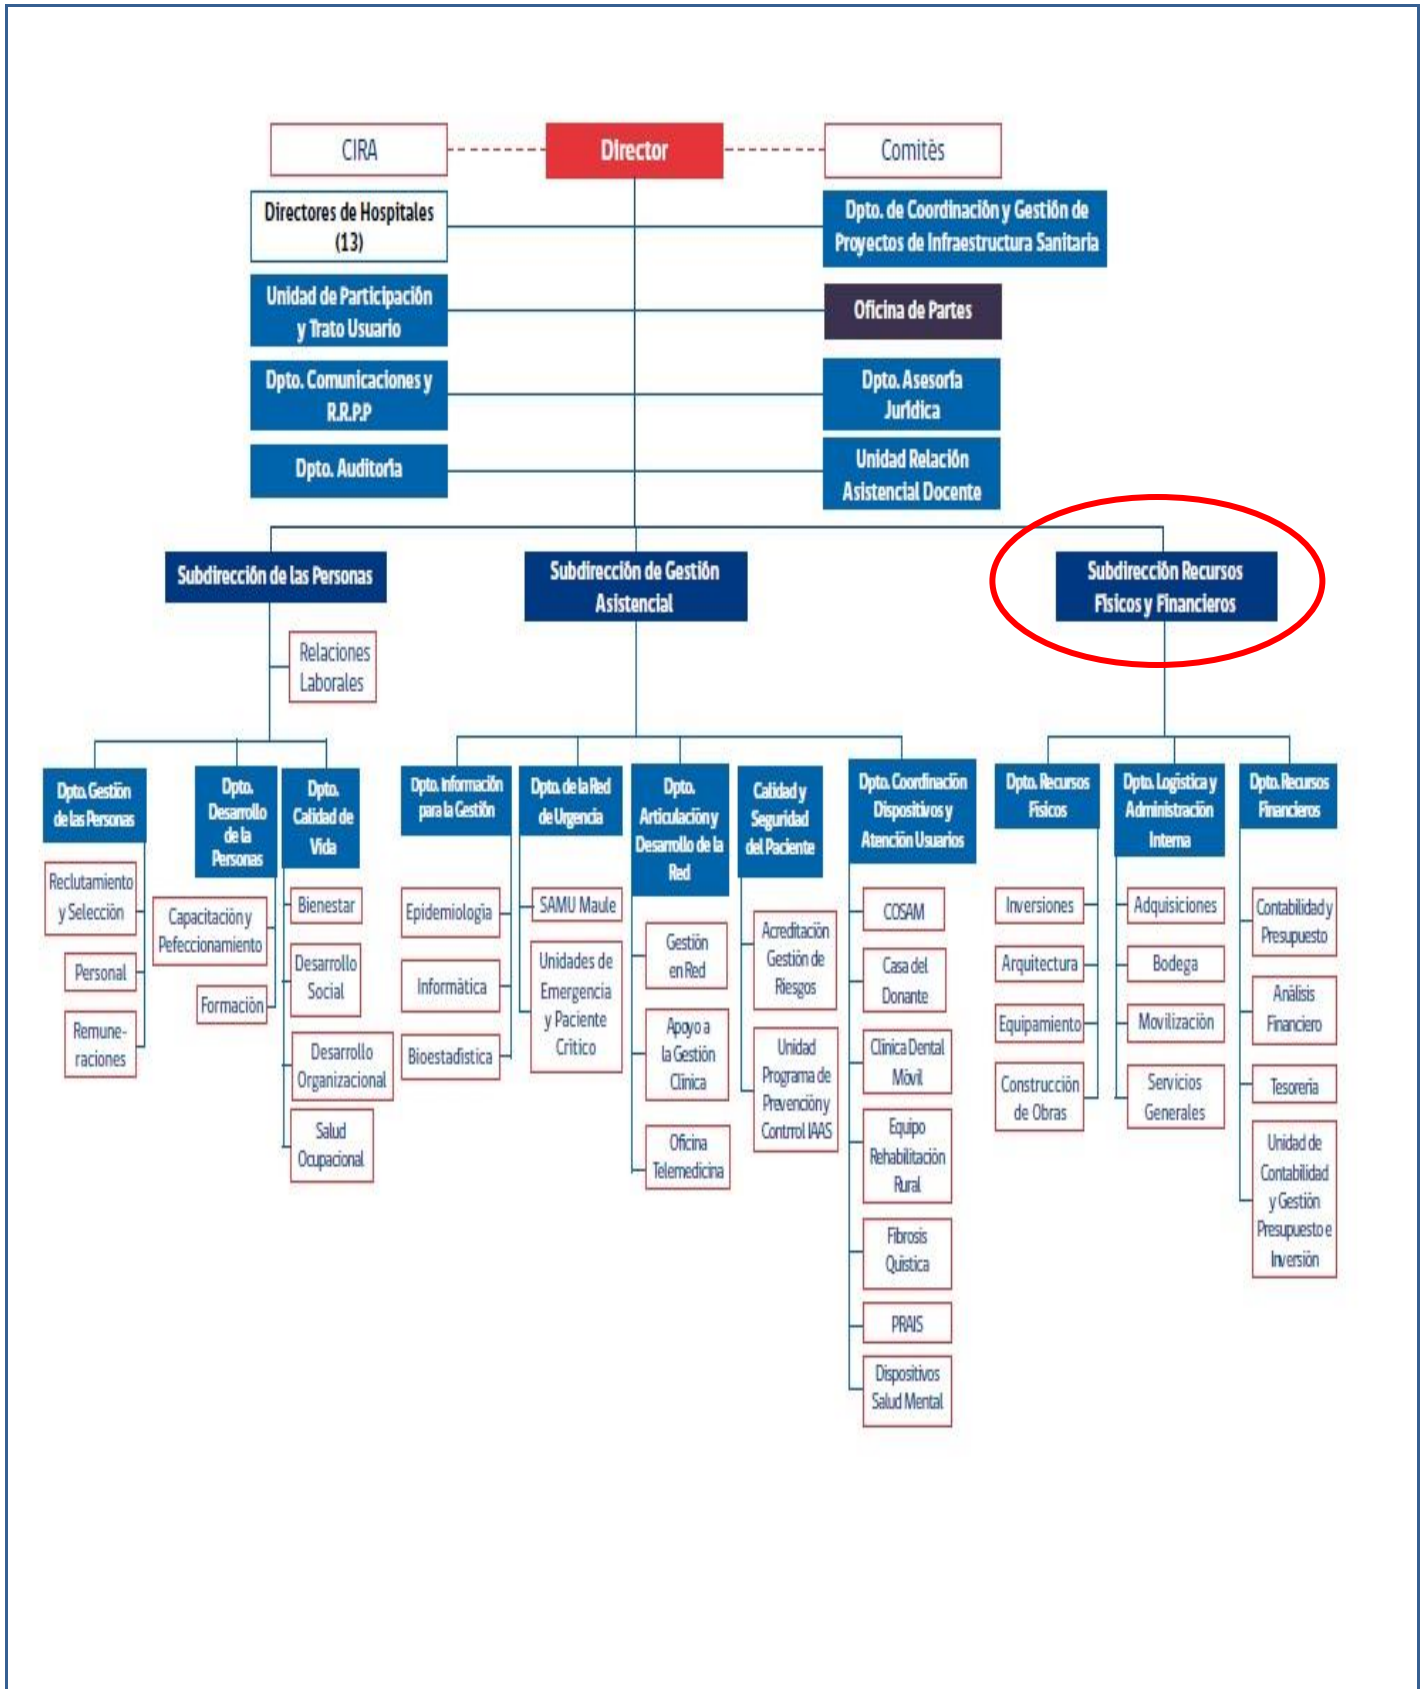 CIRA
DIrector
Comitès
Directores de Hospitales
(13)
Dpto. de Coordinación y Gestión de
Proyectos de Infraestructura Sanitaria
Unidad de Participación
y Trato Usuario
Oficina de Partes
Dpto. Comunicaciones y
R.R.P.P
Dpto. Asesoría
Jurídica
Dpto. Auditoría
Unidad Relación
Asistencial Docente
Subdirección de las Personas
Subdirección de Gestión
Asistencial
Subdirección Recursos
Físicos y Financieros
Relaciones
Laborales
Dpto. Gestión
de las Personas
Reclutamiento
y Selección
Personal
Remune-
raciones
Dpto.
Desarrollo
de la
Personas
Capacitación y
Pefeccionamiento
Formación
Dpto.
Calidad de
Vida
Bienestar
Desarrollo
Social
Desarrollo
Organizacional
Salud
Ocupacional
Dpto. Información
para la Gestión
Epidemiología
Informàtica
Bioestadística
Dpto. de la Red
de Urgencia
SAMU Maule
Unidades de
Emergencia
y Paciente
Crítico
Dpto.
Articulación y
Desarrollo de la
Red
Gestión
en Red
Apoyo a
la Gestión
Clínica
Oficina
Telemedicina
Calidad y
Seguridad
del Paciente
Acreditación
Gestión de
Riesgos
Unidad
Programa de
Prevención y
Contrrol IAAS
Dpto. Coordinación
Dispositivos y
Atención Usuarios
COSAM
Casa del
Donante
Clínica Dental
Móvil
Equipo
Rehabilitación
Rural
Fibrosis
Quística
PRAIS
Dispositivos
Salud Mental
Dpto. Recursos
Físicos
Inversiones
Arquitectura
Equipamiento
Construcción
de Obras
Dpto. Logística y
Administración
Interna
Adquisiciones
Bodega
Movilización
Servicios
Generales
Dpto. Recursos
Financieros
Contabilidad y
Presupuesto
Análisis
Financiero
Tesorería
Unidad de
Contabilidad
y Gestión
Presupuesto e
Inversión